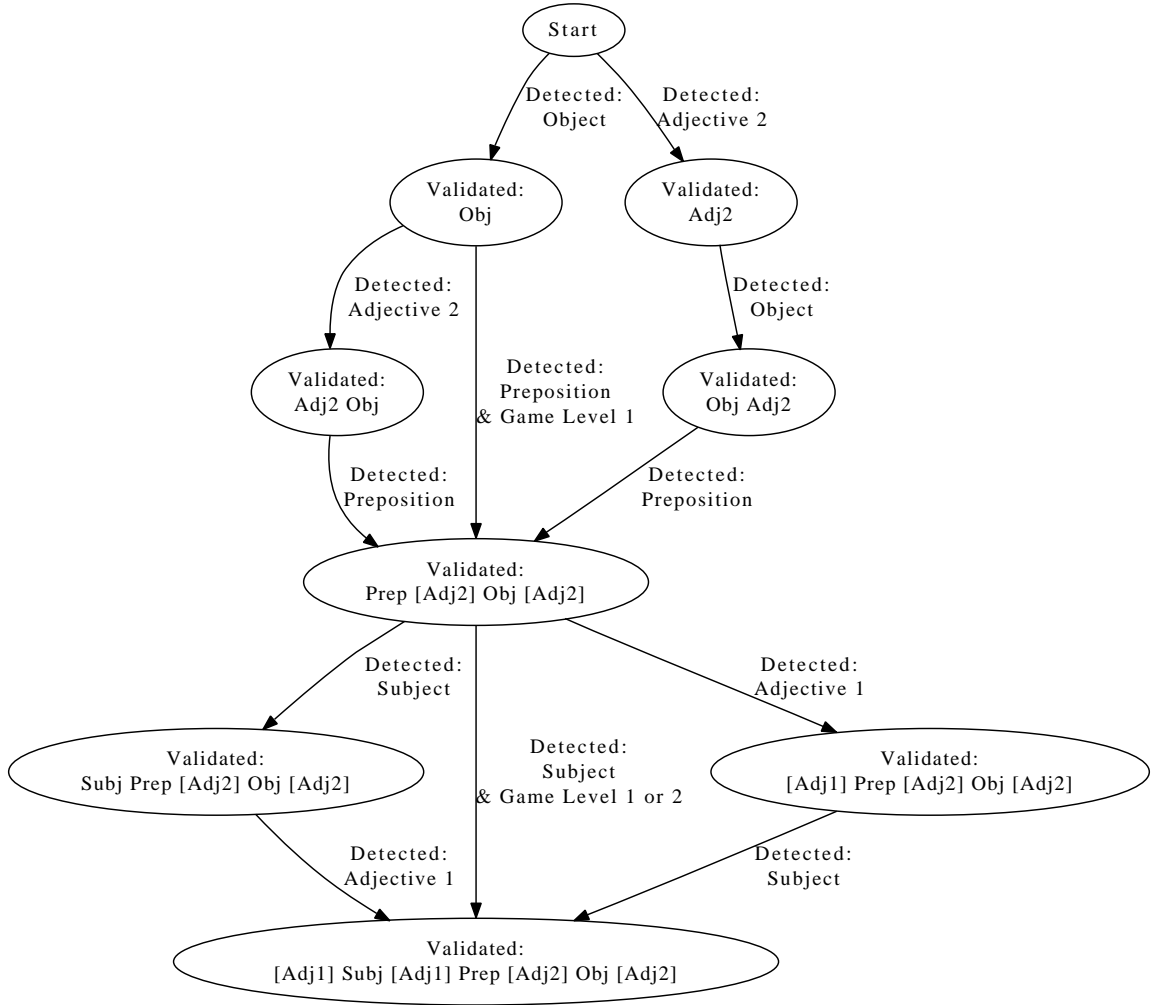 Start
Detected:
Object
Detected:
Adjective 2
Validated:
Obj
Validated:
Adj2
Detected:
Adjective 2
Detected:
Object
Detected:
Preposition
& Game Level 1
Validated:
Adj2 Obj
Validated:
Obj Adj2
Detected:
Preposition
Detected:
Preposition
Validated:
Prep [Adj2] Obj [Adj2]
Detected:
Subject
Detected:
Subject
& Game Level 1 or 2
Detected:
Adjective 1
Validated:
Subj Prep [Adj2] Obj [Adj2]
Validated:
[Adj1] Prep [Adj2] Obj [Adj2]
Detected:
Adjective 1
Detected:
Subject
Validated:
[Adj1] Subj [Adj1] Prep [Adj2] Obj [Adj2]